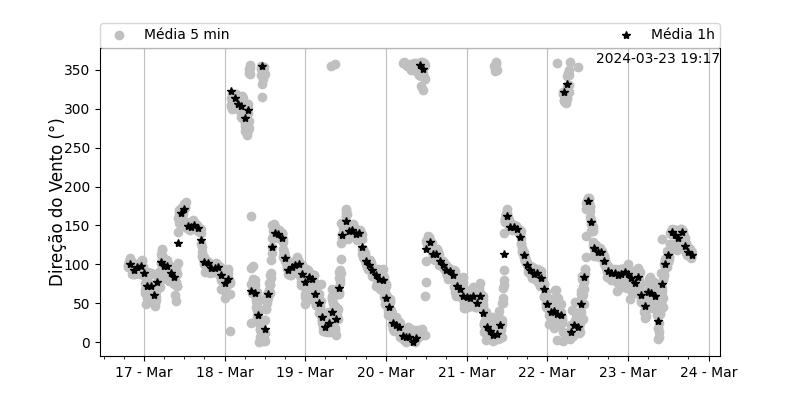 Média 5 min
Média 1h
2024-03-23 19:17
Direção do Vento (°)
350
300
250
200
150
100
50
0
17 - Mar
18 - Mar
19 - Mar
20 - Mar
21 - Mar
22 - Mar
23 - Mar
24 - Mar